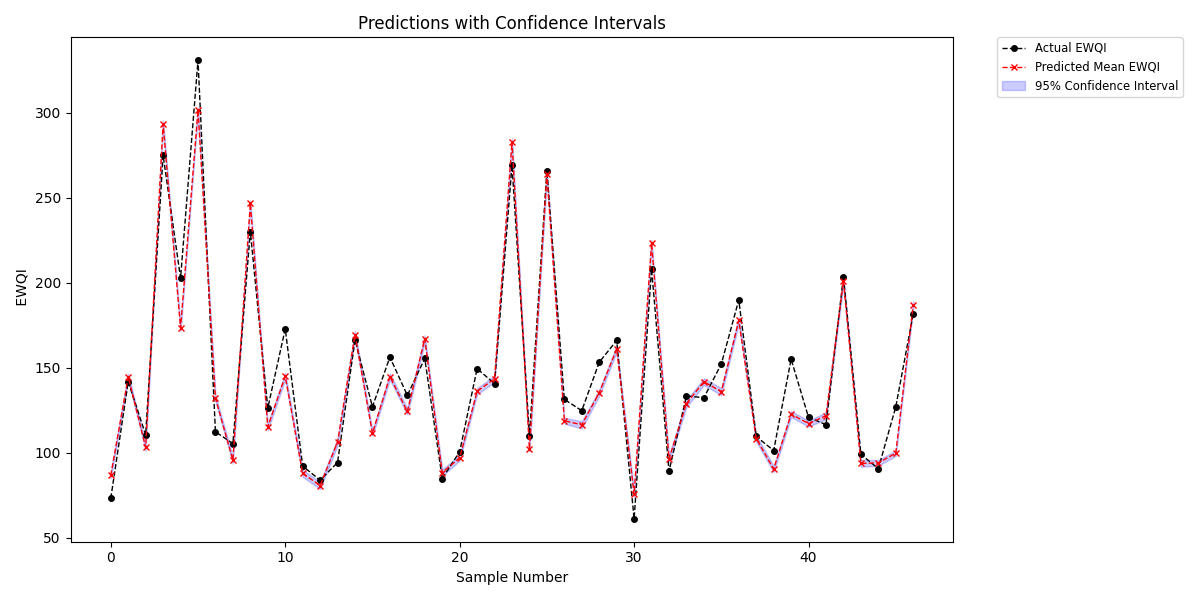 Predictions with Confidence Intervals
Actual EWQI
Predicted Mean EWQI
95% Confidence Interval
EWQI
300
250
200
150
100
50
0 10 20 30 40
Sample Number